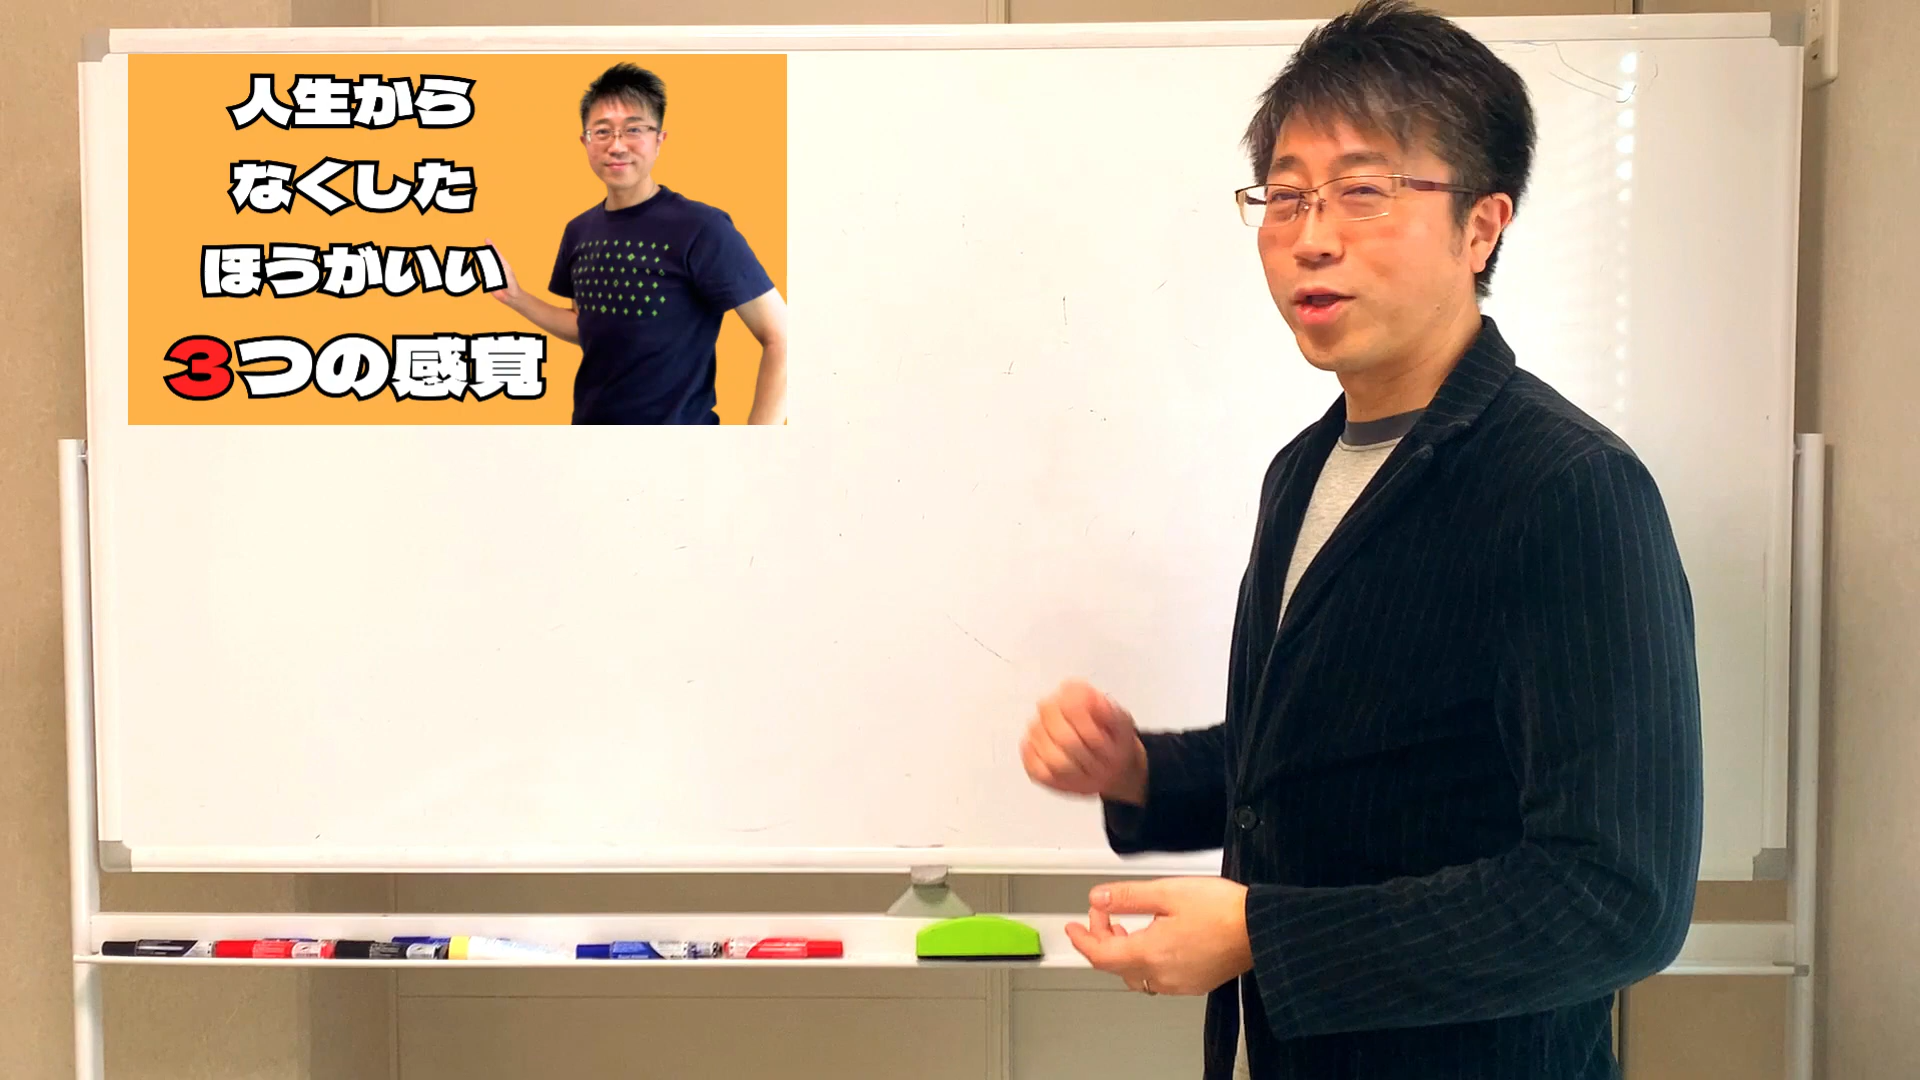 人生から
なくした
ほうがいい
3つの感覚